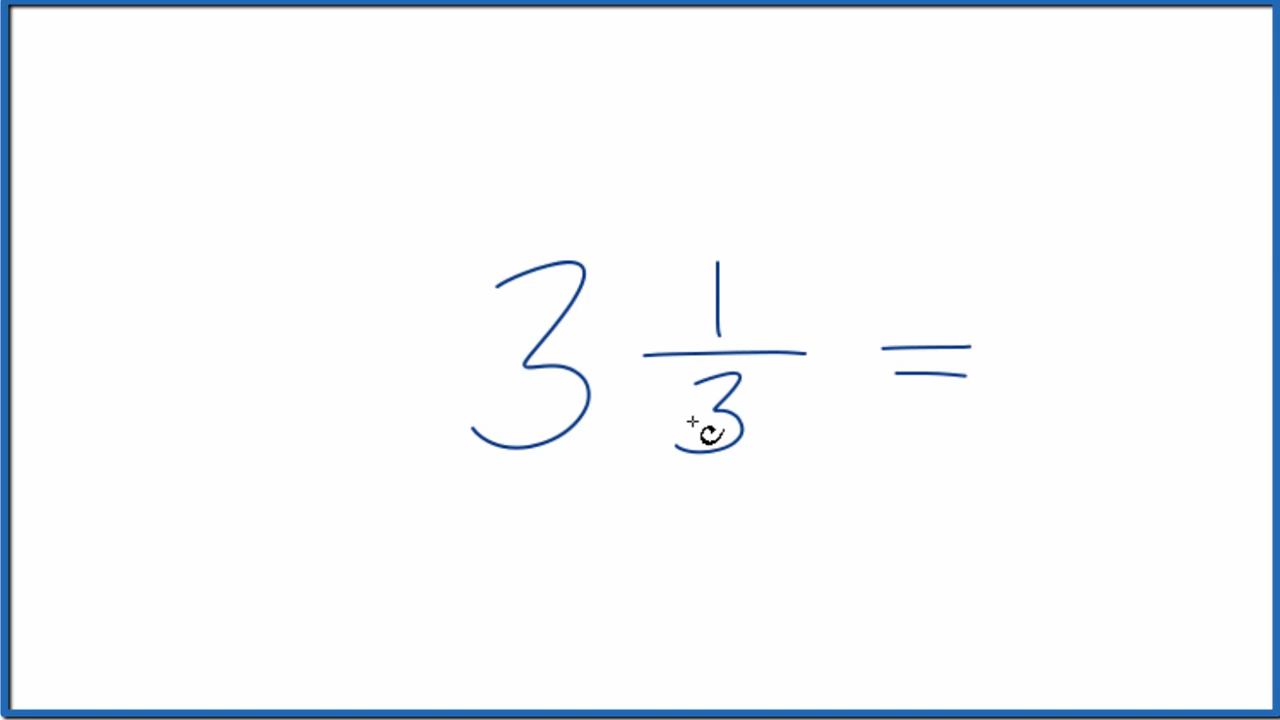 3 1/3 =